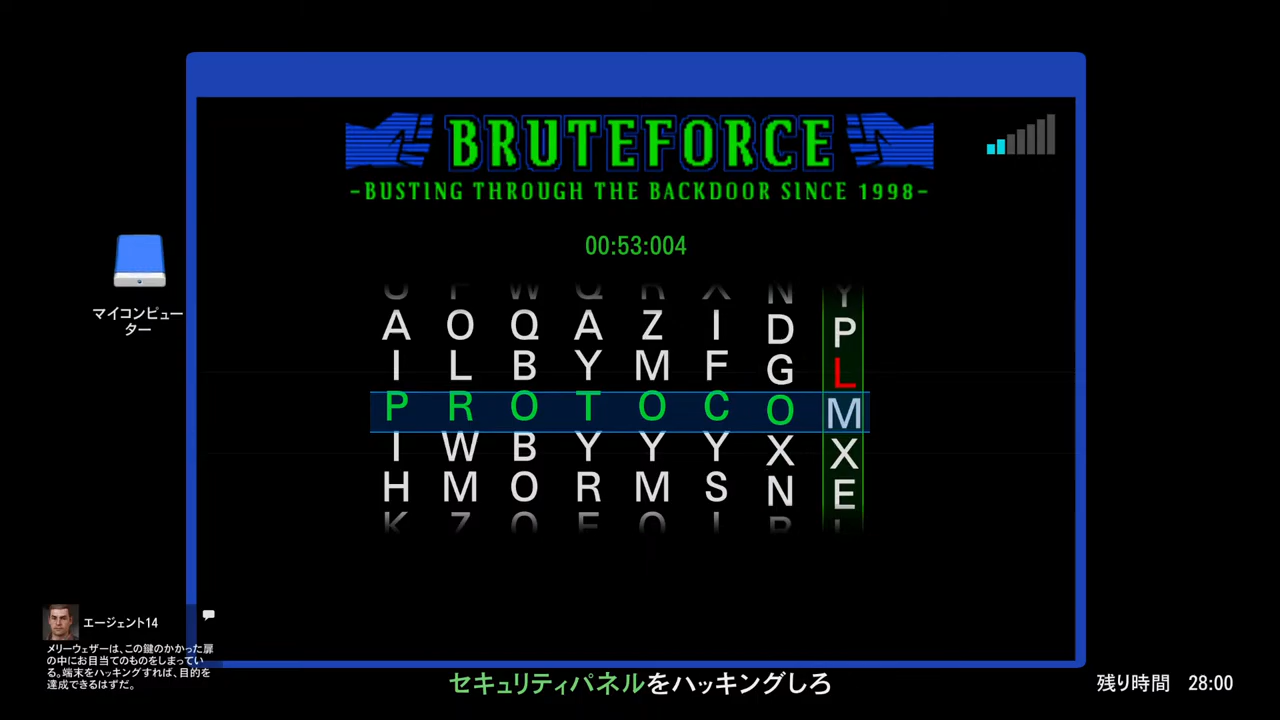 BRUTEFORCE
-BUSTING THROUGH THE BACKDOOR SINCE 1998-
00:53:004
A O Q A Z I D P
I L B Y M F G L
P R O T O C O M
I W B Y Y Y X X
H M O R M S N E
マイコンピュー
ター
エージェント14
メリーウェザーは、この鍵のかかった扉
の中にお目当てのものをしまってい
る。端末をハッキングすれば、目的を
達成できるはずだ。
セキュリティパネルをハッキングしろ
残り時間 28:00